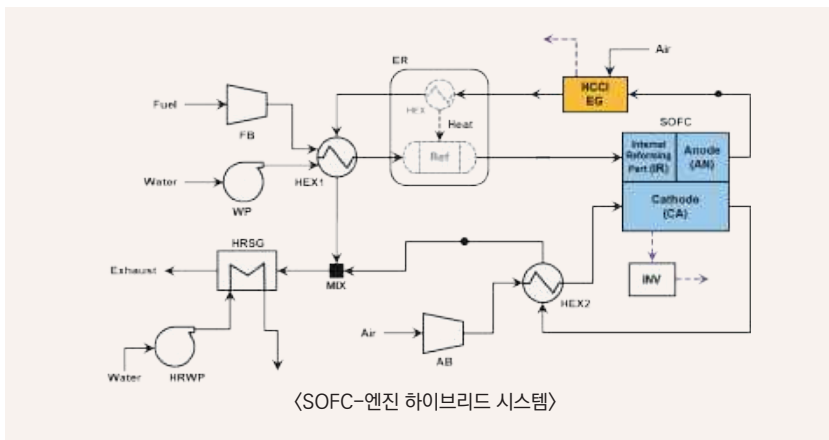 Air
ER
HCCI
EG
HEX
Fuel
FB
Heat
SOFC
Ref
Internal
Reforming
Part (IR)
Anode
(AN)
Water
WP
HEX1
Cathode
(CA)
HRSG
Exhaust
MIX
INV
HEX2
Air
AB
Water
HRWP
〈SOFC-엔진 하이브리드 시스템〉